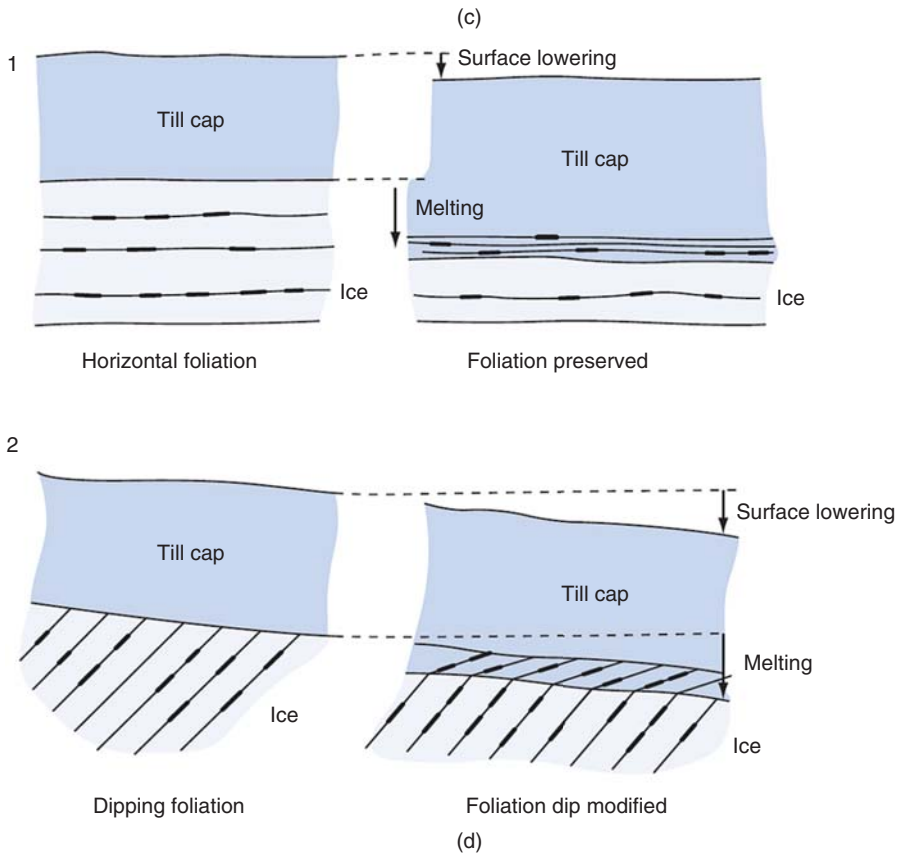 (c)
1
Surface lowering
Till cap
Till cap
Melting
Ice
Ice
Horizontal foliation
Foliation preserved
2
Surface lowering
Till cap
Till cap
Melting
Ice
Ice
Dipping foliation
Foliation dip modified
(d)